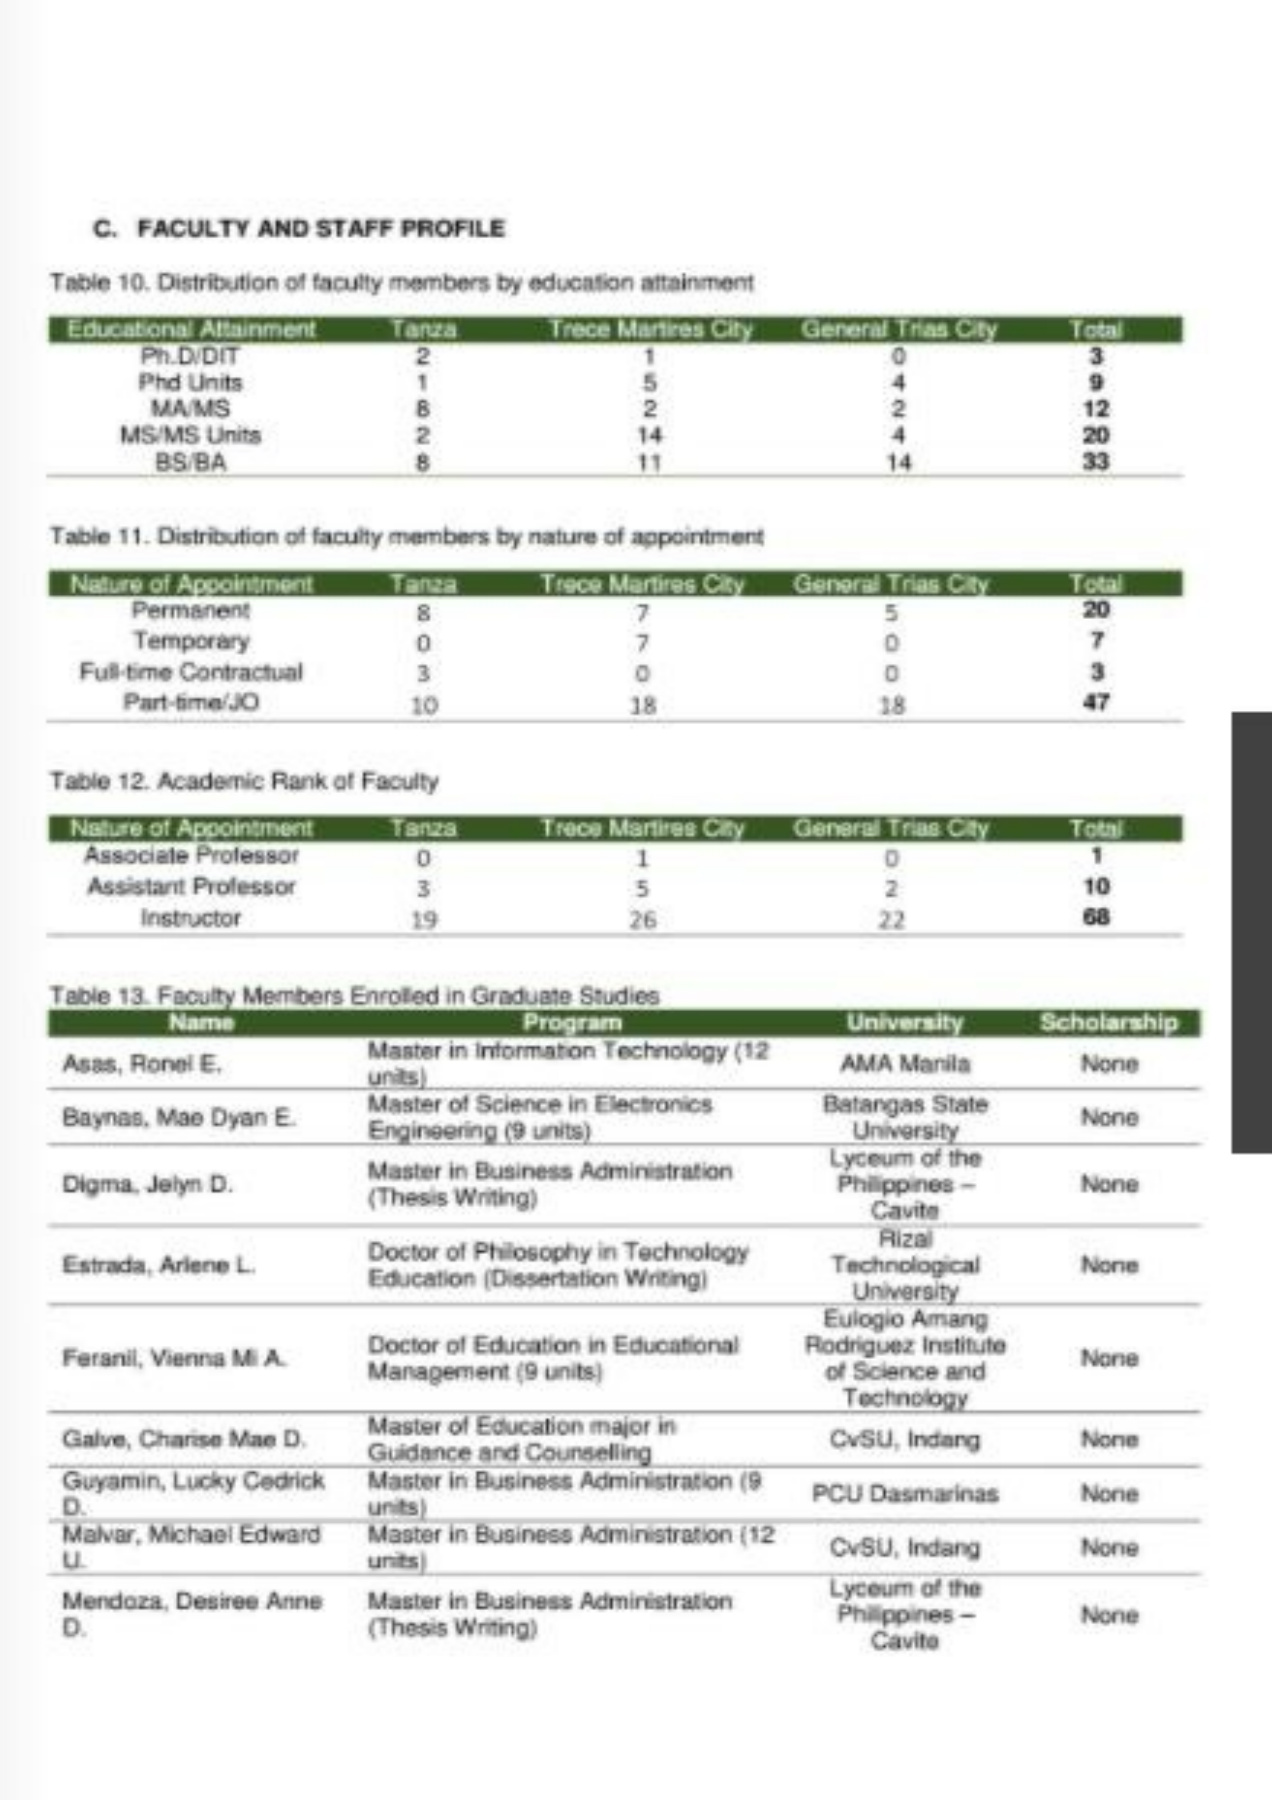 C. FACULTY AND STAFF PROFILE
Table 10. Distribution of faculty members by education attainment
Educational Attainment Tanza Trece Martires City General Trias City Total
Ph.D/DIT 2 1 0 3
Phd Units 1 5 4 9
MA/MS 8 2 2 12
MS/MS Units 2 14 4 20
BS/BA 8 11 14 33
Table 11. Distribution of faculty members by nature of appointment
Nature of Appointment Tanza Trece Martires City General Trias City Total
Permanent 8 7 5 20
Temporary 0 7 0 7
Full-time Contractual 3 0 0 3
Part-time/JO 10 18 18 47
Table 12. Academic Rank of Faculty
Nature of Appointment Tanza Trece Martires City General Trias City Total
Associate Professor 0 1 0 1
Assistant Professor 3 5 2 10
Instructor 19 26 22 68
Table 13. Faculty Members Enrolled in Graduate Studies
Name Program University Scholarship
Asas, Ronel E. Master in Information Technology (12 AMA Manila None
units)
Baynas, Mae Dyan E. Master of Science in Electronics Batangas State None
Engineering (9 units) University
Lyceum of the
Digma, Jelyn D. Master in Business Administration Philippines – None
(Thesis Writing) Cavite
Rizal
Estrada, Arlene L. Doctor of Philosophy in Technology Technological None
Education (Dissertation Writing) University
Eulogio Amang
Feranil, Vienna Mi A. Doctor of Education in Educational Rodriguez Institute None
Management (9 units) of Science and
Technology
Galve, Charise Mae D. Master of Education major in CvSU, Indang None
Guidance and Counselling
Guyamin, Lucky Cedrick Master in Business Administration (9 PCU Dasmarinas None
D. units)
Malvar, Michael Edward Master in Business Administration (12 CvSU, Indang None
U. units)
Lyceum of the
Mendoza, Desiree Anne Master in Business Administration Philippines – None
D. (Thesis Writing) Cavite